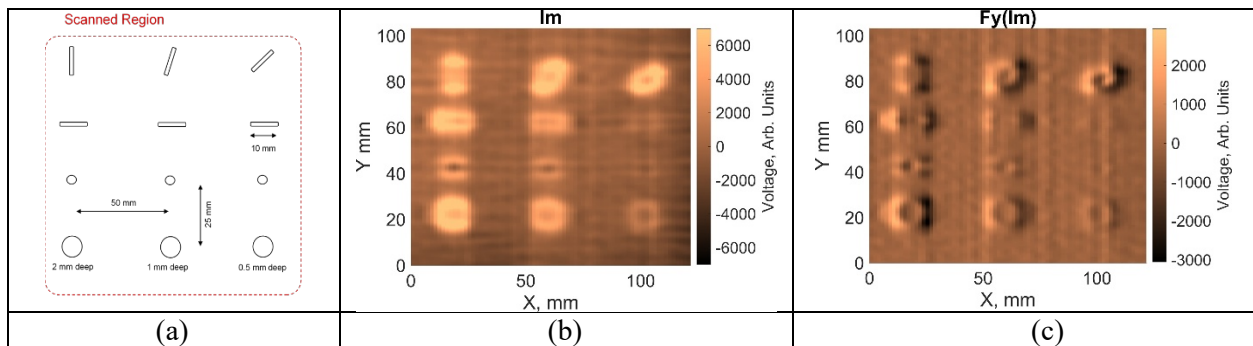 Scanned Region
10 mm
50 mm
25 mm
2 mm deep
1 mm deep
0.5 mm deep
(a)
Im
100
80
60
40
20
0
Y mm
0
50
100
X, mm
6000
4000
2000
0
-2000
-4000
-6000
Voltage, Arb. Units
(b)
Fy(Im)
100
80
60
40
20
0
Y mm
0
50
100
X, mm
2000
1000
0
-1000
-2000
-3000
Voltage, Arb. Units
(c)